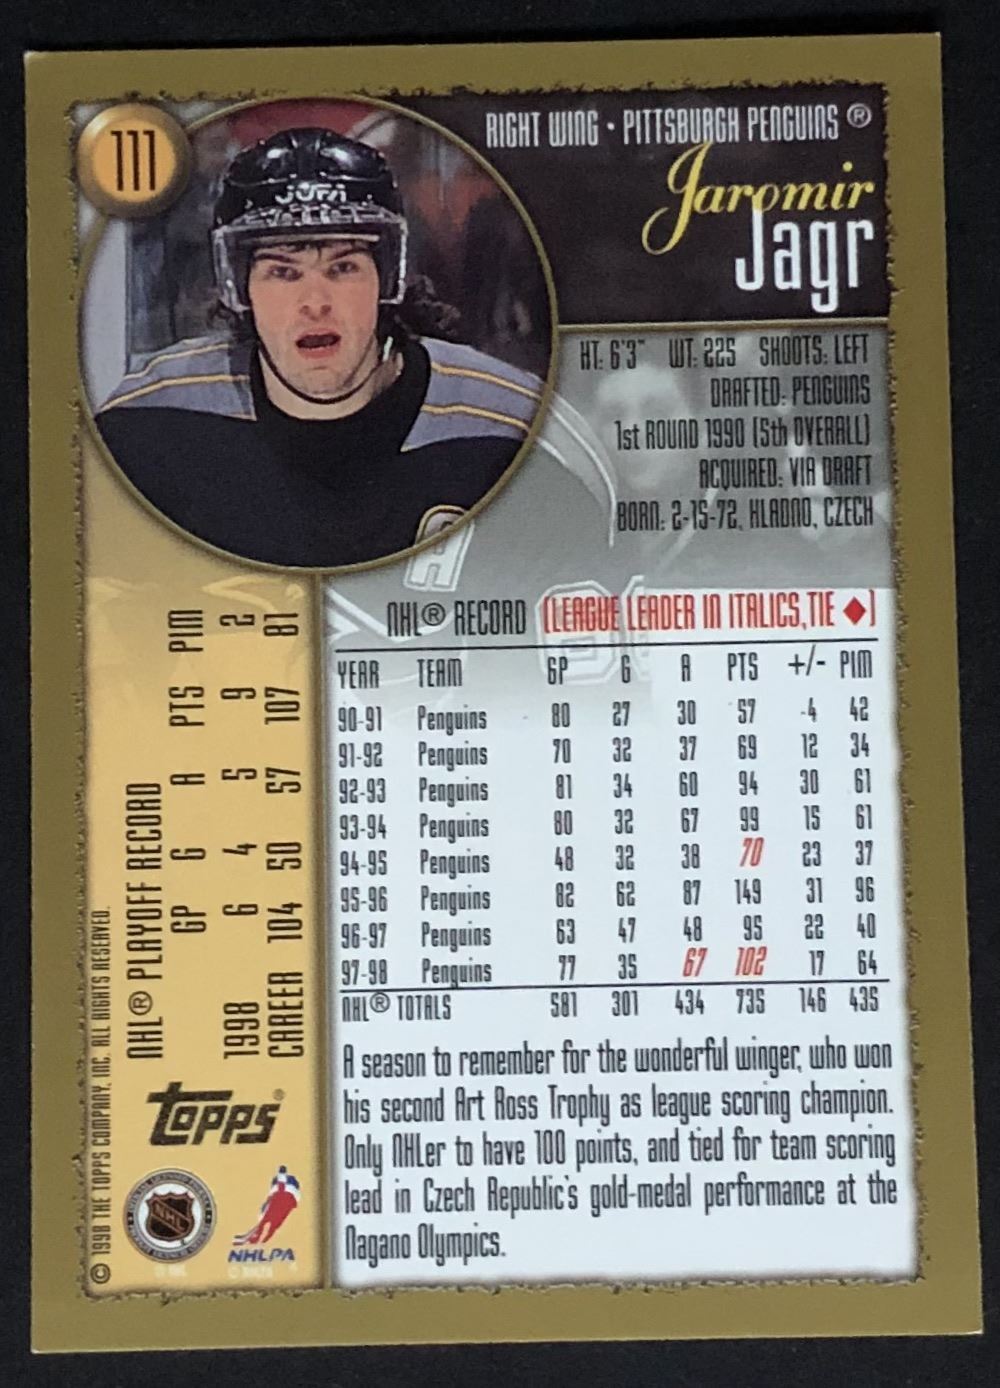 111
JOFA
RIGHT WING • PITTSBURGH PENGUINS ®
Jaromir
Jagr
HT: 6'3" WT: 225 SHOOTS: LEFT
DRAFTED: PENGUINS
1st ROUND 1990 (5th OVERALL)
ACQUIRED: VIA DRAFT
BORN: 2-15-72, KLADNO, CZECH
A
NHL® RECORD (LEAGUE LEADER IN ITALICS,TIE ♦)
YEAR TEAM GP G A PTS +/- PIM
90-91 Penguins 80 27 30 57 -4 42
91-92 Penguins 70 32 37 69 12 34
92-93 Penguins 81 34 60 94 30 61
93-94 Penguins 80 32 67 99 15 61
94-95 Penguins 48 32 38 70 23 37
95-96 Penguins 82 62 87 149 31 96
96-97 Penguins 63 47 48 95 22 40
97-98 Penguins 77 35 67 102 17 64
NHL® TOTALS 581 301 434 735 146 435
A season to remember for the wonderful winger, who won
his second Art Ross Trophy as league scoring champion.
Only NHLer to have 100 points, and tied for team scoring
lead in Czech Republic's gold-medal performance at the
Nagano Olympics.
NHL® PLAYOFF RECORD
GP G A PTS PIM
1998 6 4 5 9 2
CAREER 104 50 57 107 81
Topps®
NHL
NHLPA
© 1998 THE TOPPS COMPANY, INC. ALL RIGHTS RESERVED.